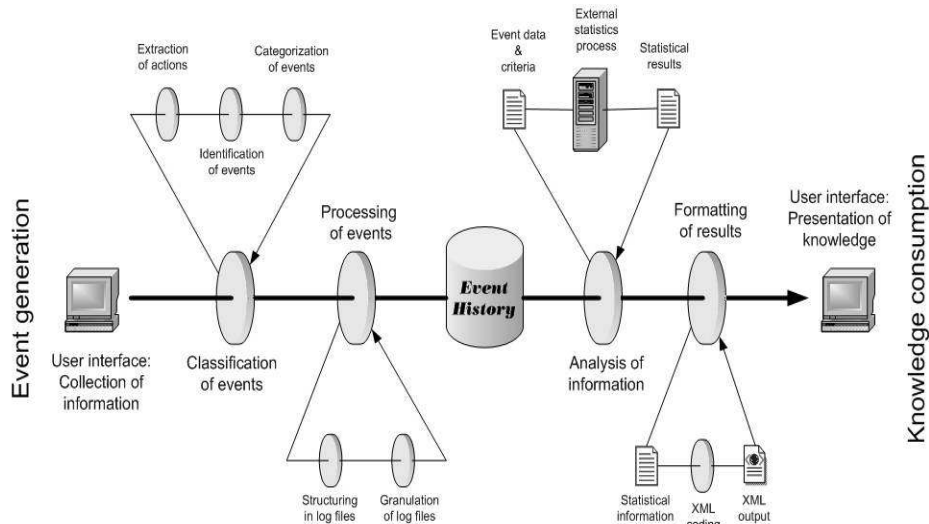 Event generation
Extraction
of actions
Categorization
of events
Identification
of events
Event data
&
criteria
External
statistics
process
Statistical
results
User interface:
Collection of
information
Classification
of events
Processing
of events
Structuring
in log files
Granulation
of log files
Event
History
Analysis of
information
Formatting
of results
Statistical
information
XML
coding
XML
output
User interface:
Presentation of
knowledge
Knowledge consumption